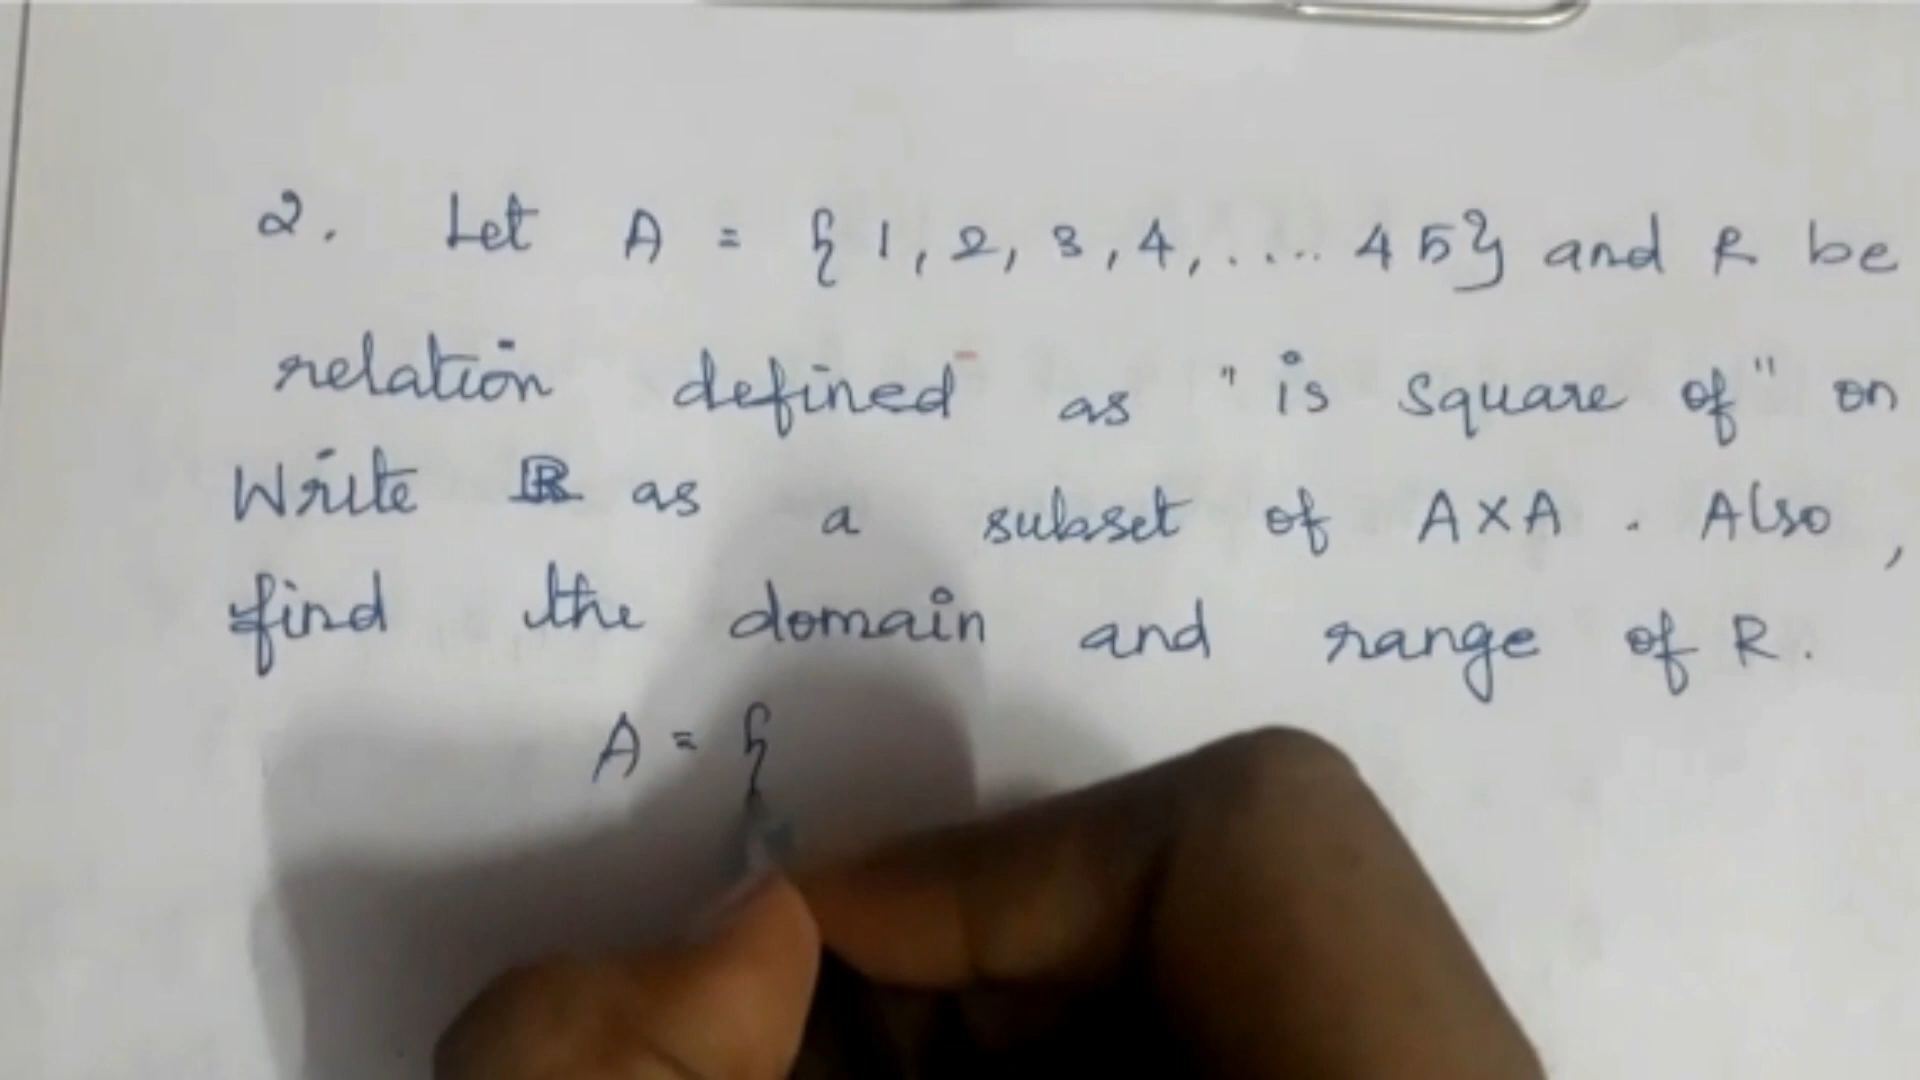 2. Let A = { 1, 2, 3, 4, .... 45} and R be
relation defined as "is square of" on
Write R as a subset of A×A . Also ,
find the domain and range of R.
A = {